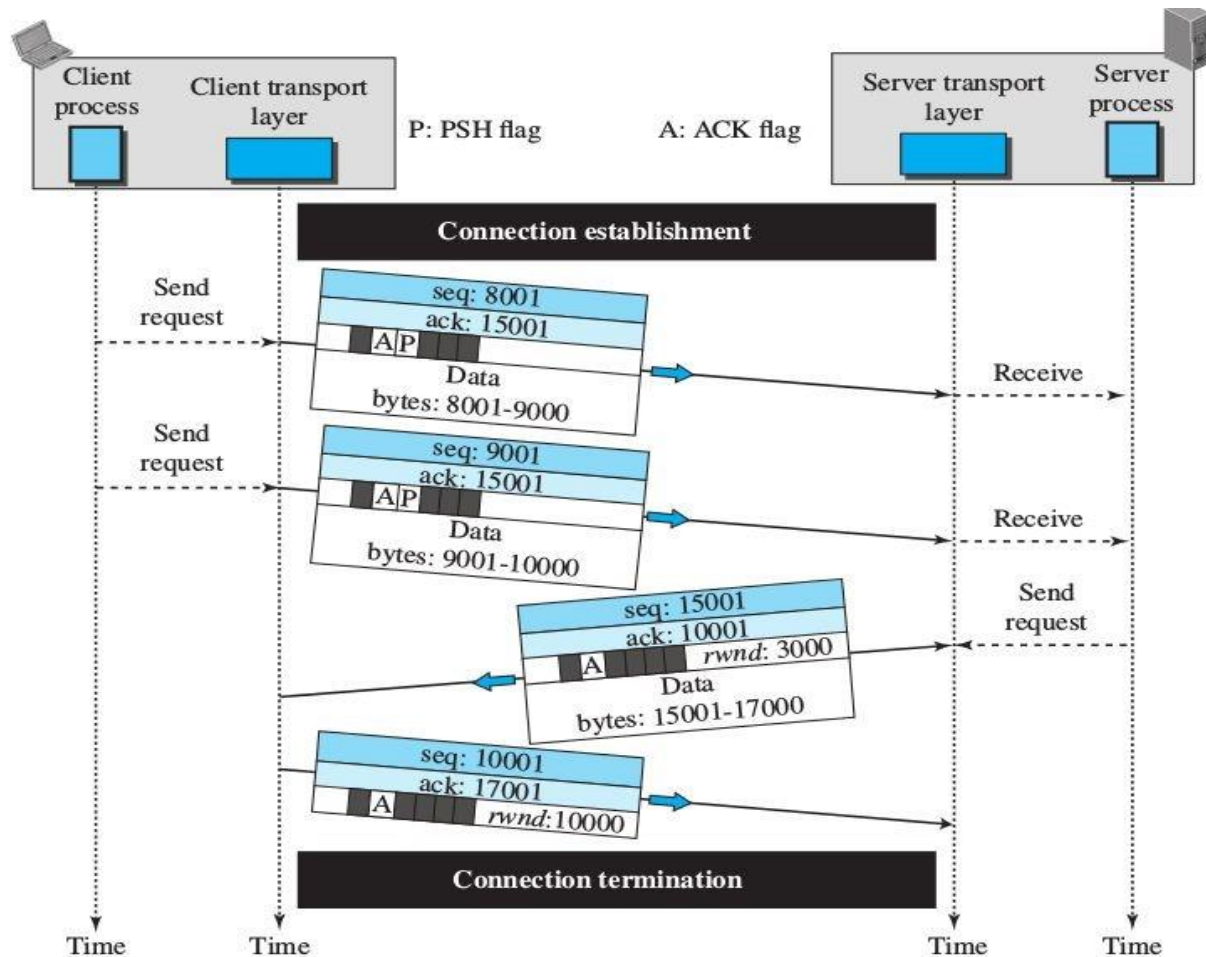 Client
process
Client transport
layer
P: PSH flag
A: ACK flag
Server transport
layer
Server
process
Connection establishment
Send
request
seq: 8001
ack: 15001
A P
Data
bytes: 8001-9000
Receive
Send
request
seq: 9001
ack: 15001
A P
Data
bytes: 9001-10000
Receive
Send
request
seq: 15001
ack: 10001
A rwnd: 3000
Data
bytes: 15001-17000
seq: 10001
ack: 17001
A rwnd:10000
Connection termination
Time
Time
Time
Time